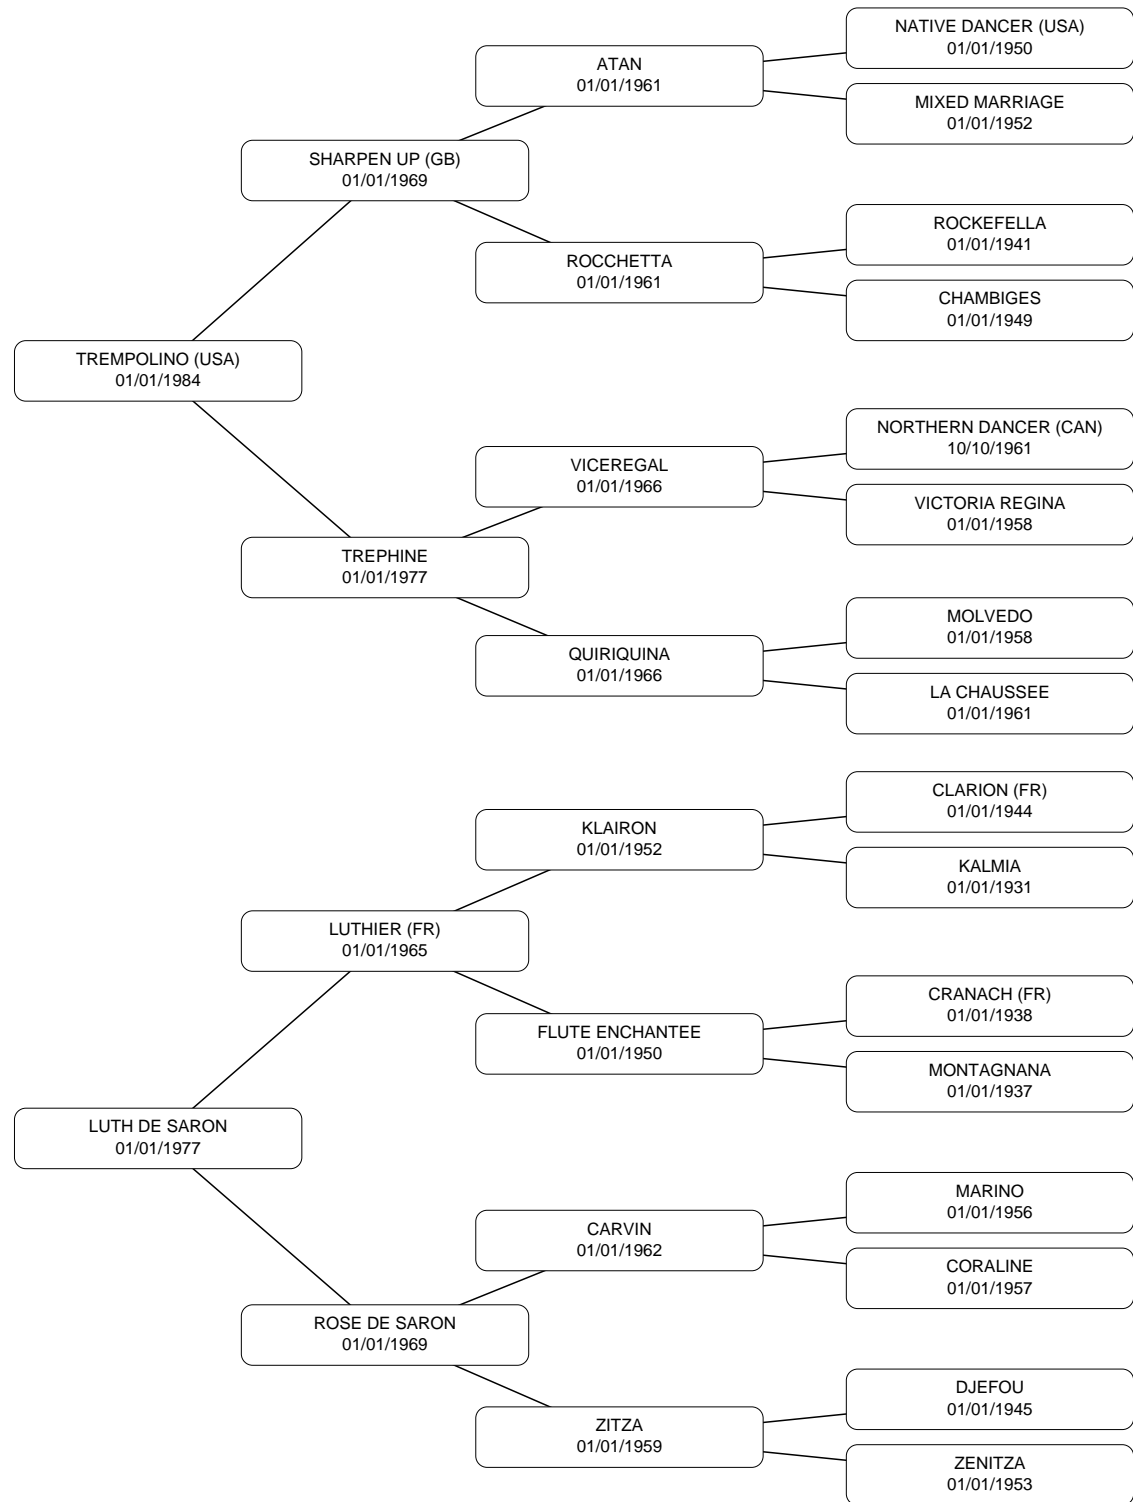 NATIVE DANCER (USA)
01/01/1950
ATAN
01/01/1961
MIXED MARRIAGE
01/01/1952
SHARPEN UP (GB)
01/01/1969
ROCKEFELLA
01/01/1941
ROCCHETTA
01/01/1961
CHAMBIGES
01/01/1949
TREMPOLINO (USA)
01/01/1984
NORTHERN DANCER (CAN)
10/10/1961
VICEREGAL
01/01/1966
VICTORIA REGINA
01/01/1958
TREPHINE
01/01/1977
MOLVEDO
01/01/1958
QUIRIQUINA
01/01/1966
LA CHAUSSEE
01/01/1961
CLARION (FR)
01/01/1944
KLAIRON
01/01/1952
KALMIA
01/01/1931
LUTHIER (FR)
01/01/1965
CRANACH (FR)
01/01/1938
FLUTE ENCHANTEE
01/01/1950
MONTAGNANA
01/01/1937
LUTH DE SARON
01/01/1977
MARINO
01/01/1956
CARVIN
01/01/1962
CORALINE
01/01/1957
ROSE DE SARON
01/01/1969
DJEFOU
01/01/1945
ZITZA
01/01/1959
ZENITZA
01/01/1953